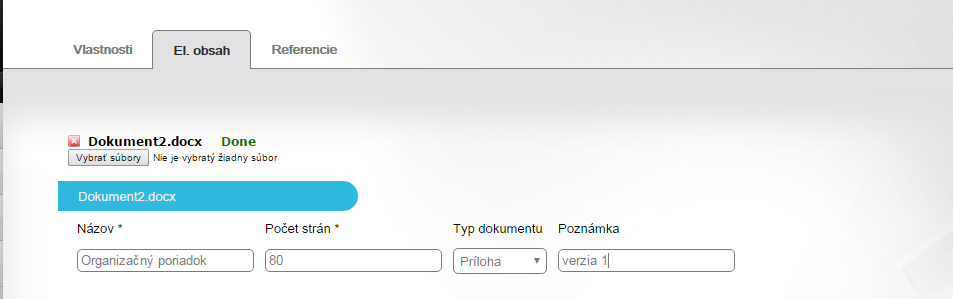 Vlastnosti El. obsah Referencie
Dokument2.docx Done
Vybrať súbory Nie je vybratý žiadny súbor
Dokument2.docx
Názov * Počet strán * Typ dokumentu Poznámka
Organizačný poriadok 80 Príloha verzia 1